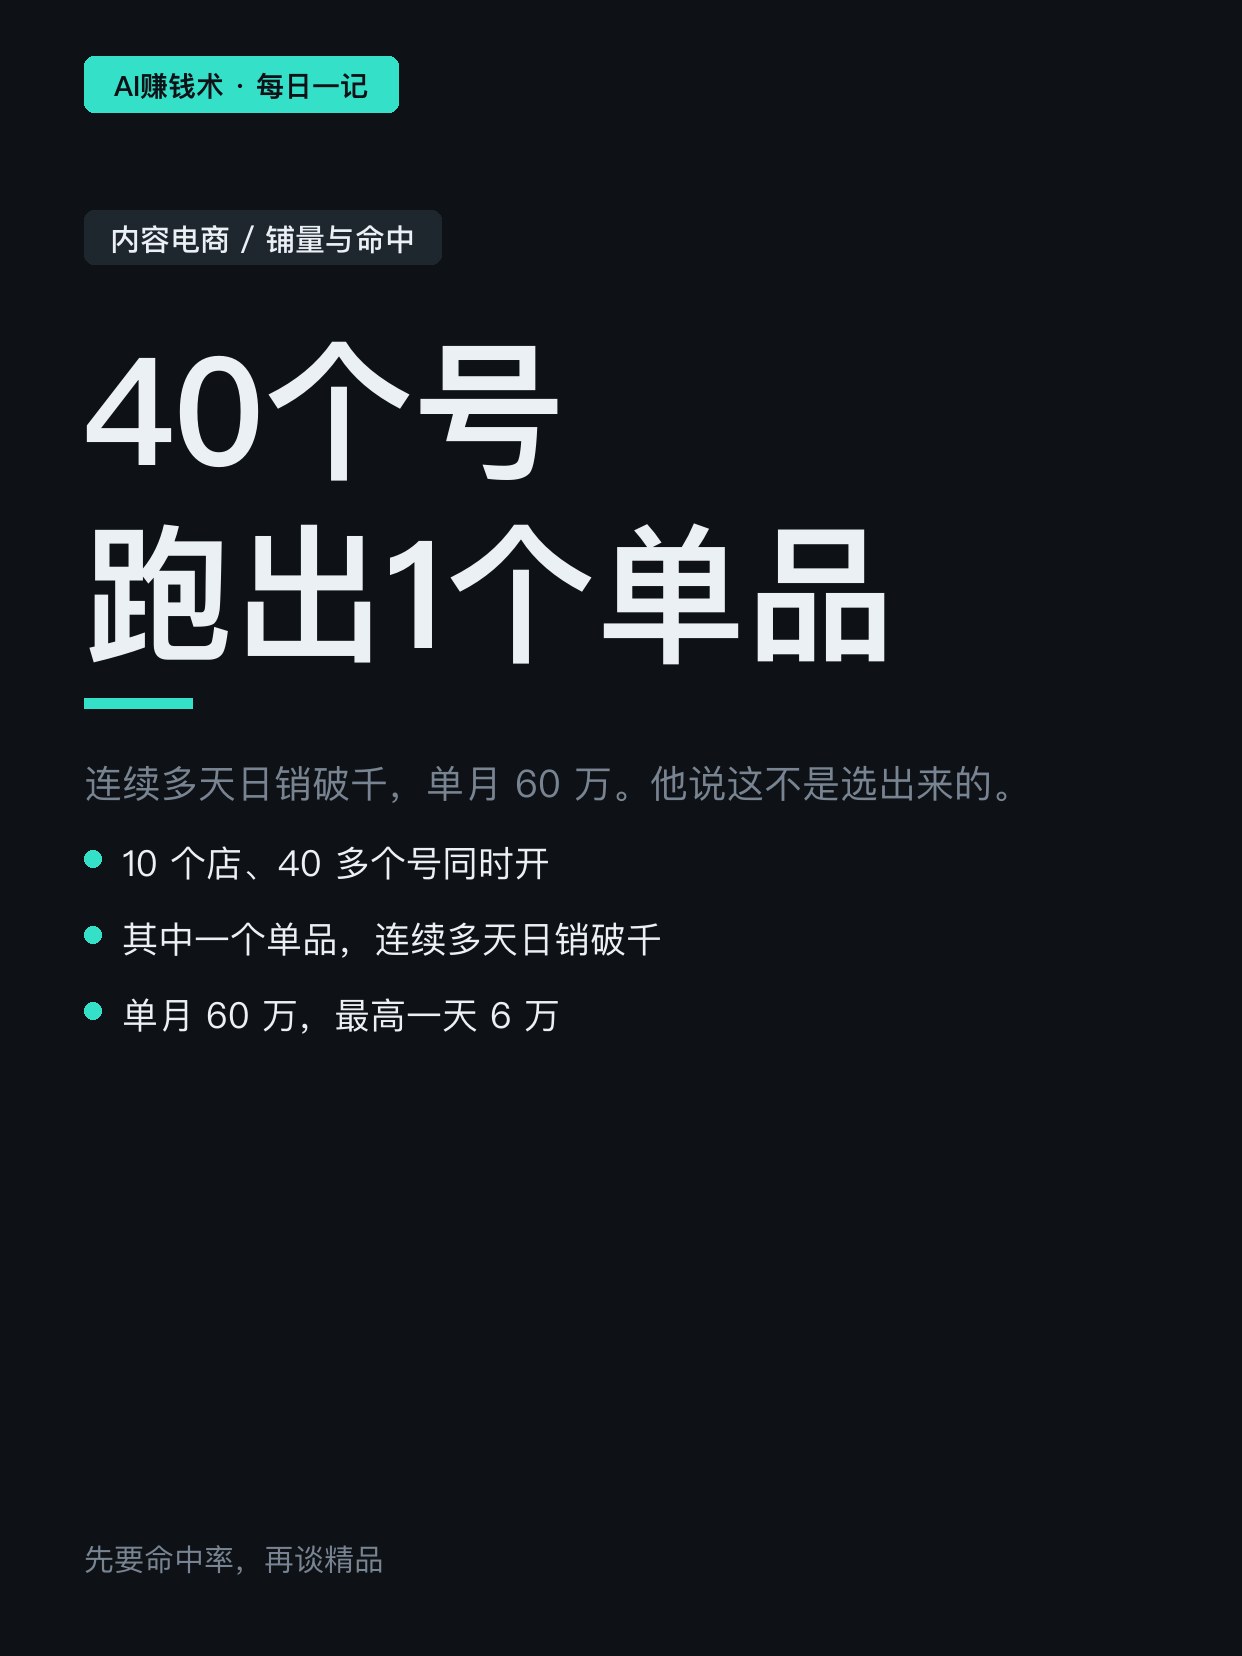 AI赚钱术 · 每日一记
内容电商 / 铺量与命中
40个号
跑出1个单品
连续多天日销破千，单月 60 万。他说这不是选出来的。
10 个店、40 多个号同时开
其中一个单品，连续多天日销破千
单月 60 万，最高一天 6 万
先要命中率，再谈精品